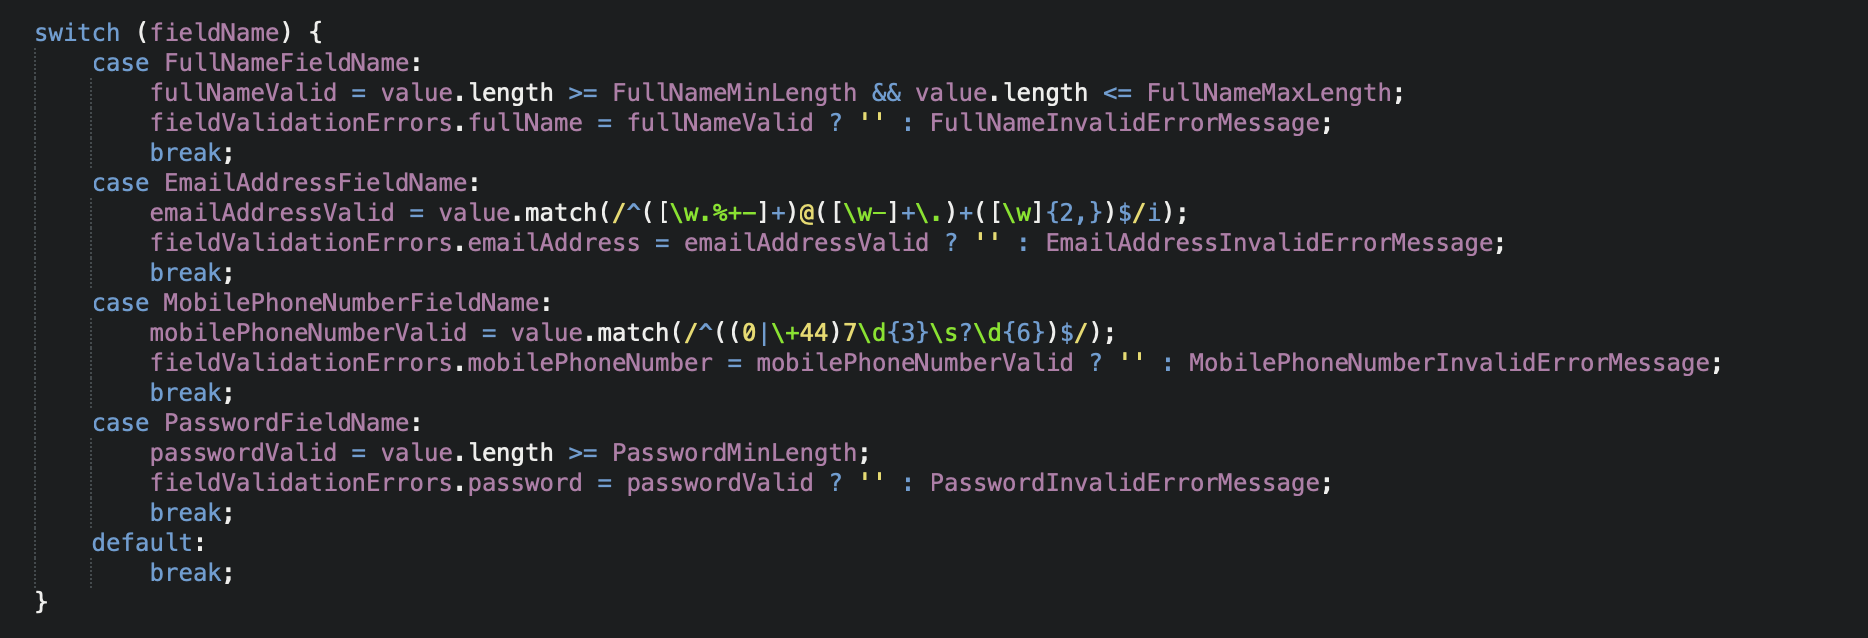 switch (fieldName) {
    case FullNameFieldName:
        fullNameValid = value.length >= FullNameMinLength && value.length <= FullNameMaxLength;
        fieldValidationErrors.fullName = fullNameValid ? '' : FullNameInvalidErrorMessage;
        break;
    case EmailAddressFieldName:
        emailAddressValid = value.match(/^([\w.%+-]+)@([\w-]+\.)+([\w]{2,})$/i);
        fieldValidationErrors.emailAddress = emailAddressValid ? '' : EmailAddressInvalidErrorMessage;
        break;
    case MobilePhoneNumberFieldName:
        mobilePhoneNumberValid = value.match(/^((0|\+44)7\d{3}\s?\d{6})$/);
        fieldValidationErrors.mobilePhoneNumber = mobilePhoneNumberValid ? '' : MobilePhoneNumberInvalidErrorMessage;
        break;
    case PasswordFieldName:
        passwordValid = value.length >= PasswordMinLength;
        fieldValidationErrors.password = passwordValid ? '' : PasswordInvalidErrorMessage;
        break;
    default:
        break;
}